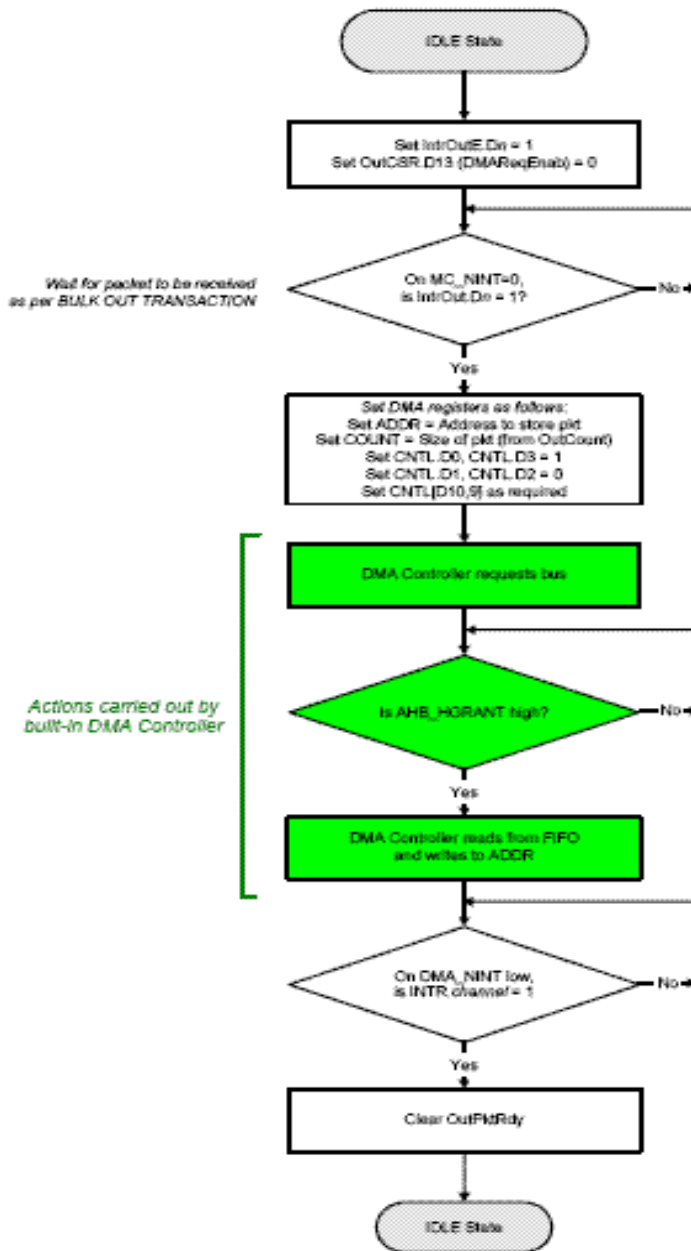 IDLE State
Set IntrOutE.Dn = 1
Set OutCSR.D13 (DMAReqEnab) = 0
Wait for packet to be received
as per BULK OUT TRANSACTION
On MC_NINT=0,
is IntrOut.Dn = 1?
No
Yes
Set DMA registers as follows:
Set ADDR = Address to store pkt
Set COUNT = Size of pkt (from OutCount)
Set CNTL.D0, CNTL.D3 = 1
Set CNTL.D1, CNTL.D2 = 0
Set CNTL[D10,9] as required
DMA Controller requests bus
Actions carried out by
built-in DMA Controller
Is AHB_HGRANT high?
No
Yes
DMA Controller reads from FIFO
and writes to ADDR
On DMA_NINT low,
is INTR channel = 1
No
Yes
Clear OutPktRdy
IDLE State